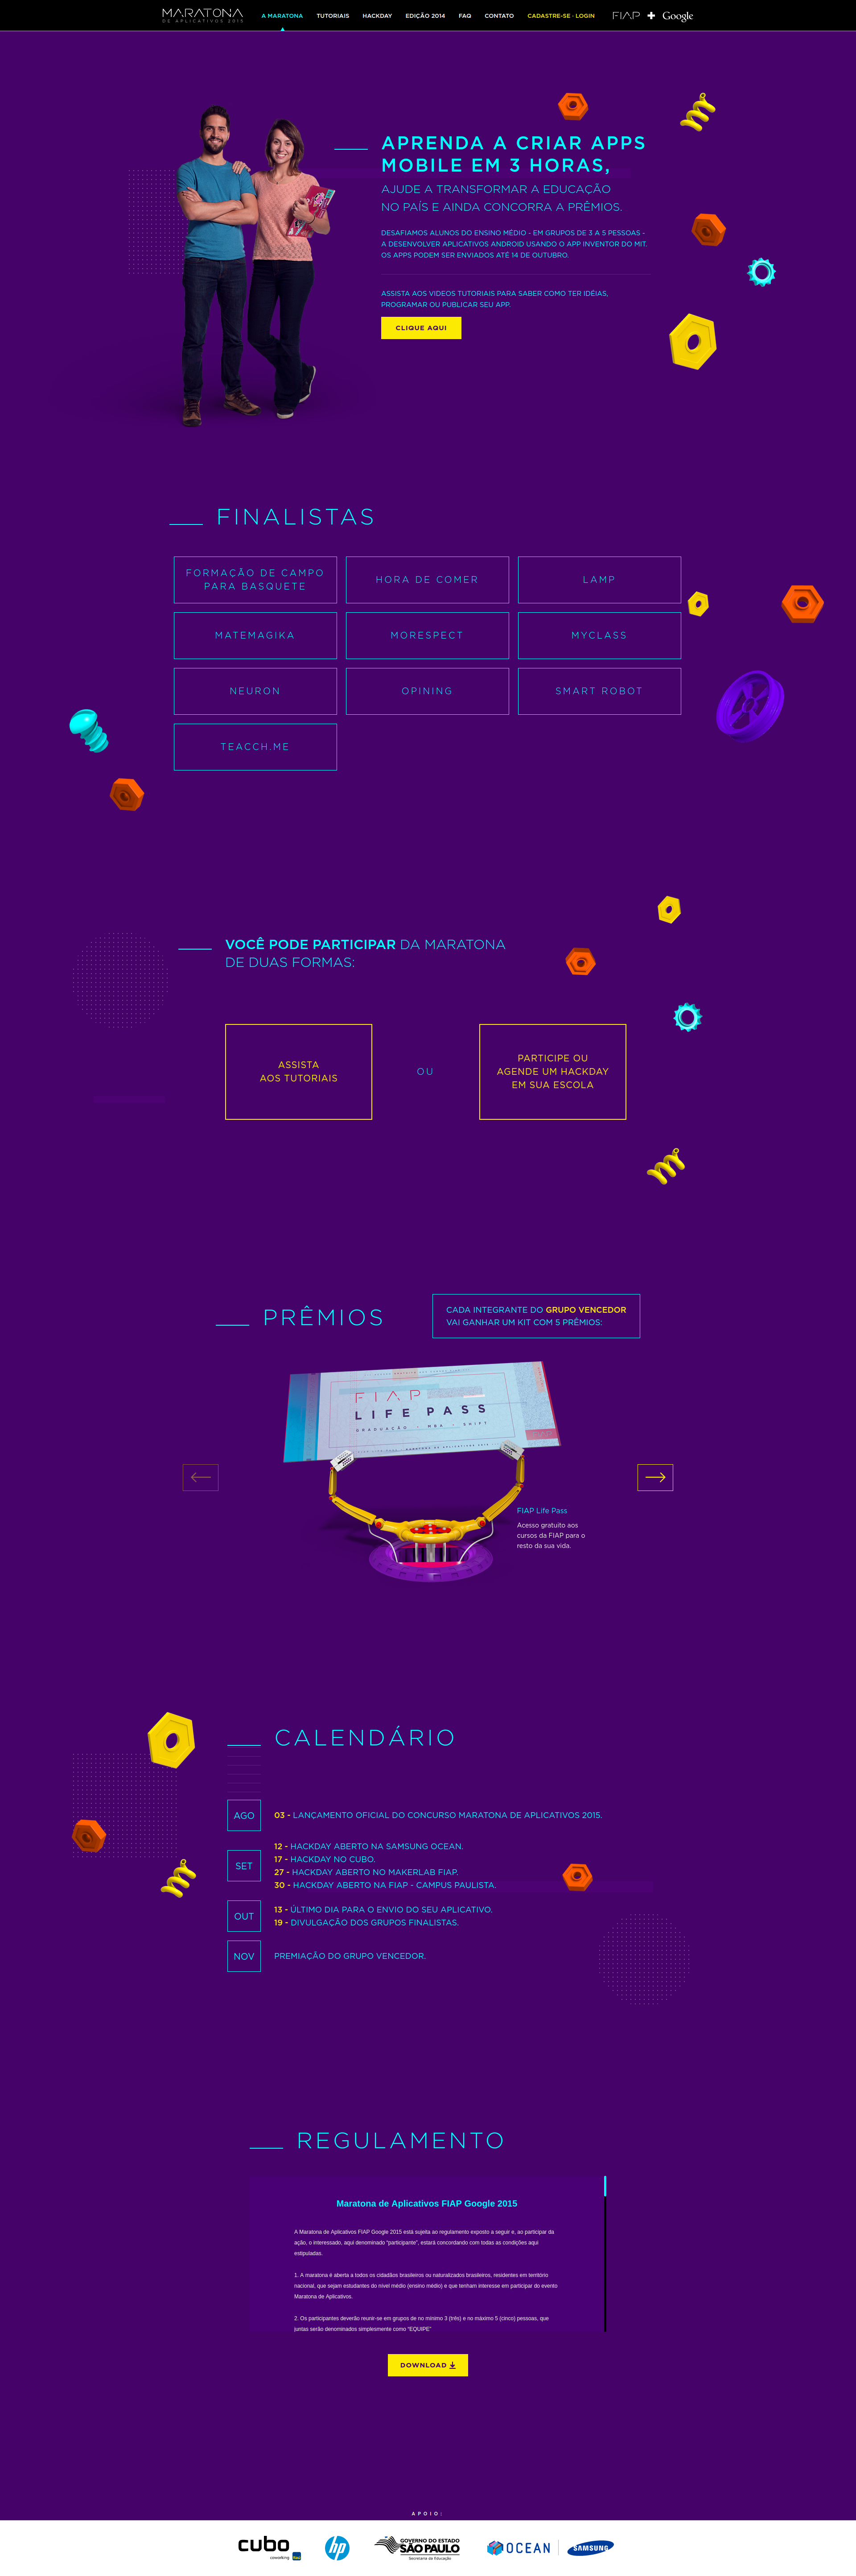 MARATONA
DE APLICATIVOS 2015
A MARATONA
TUTORIAIS
HACKDAY
EDIÇÃO 2014
FAQ
CONTATO
CADASTRE-SE · LOGIN
FIAP + Google
APRENDA A CRIAR APPS
MOBILE EM 3 HORAS,
AJUDE A TRANSFORMAR A EDUCAÇÃO
NO PAÍS E AINDA CONCORRA A PRÊMIOS.
DESAFIAMOS ALUNOS DO ENSINO MÉDIO - EM GRUPOS DE 3 A 5 PESSOAS -
A DESENVOLVER APLICATIVOS ANDROID USANDO O APP INVENTOR DO MIT.
OS APPS PODEM SER ENVIADOS ATÉ 14 DE OUTUBRO.
ASSISTA AOS VIDEOS TUTORIAIS PARA SABER COMO TER IDÉIAS,
PROGRAMAR OU PUBLICAR SEU APP.
CLIQUE AQUI
FINALISTAS
FORMAÇÃO DE CAMPO
PARA BASQUETE
HORA DE COMER
LAMP
MATEMAGIKA
MORESPECT
MYCLASS
NEURON
OPINING
SMART ROBOT
TEACCH.ME
VOCÊ PODE PARTICIPAR DA MARATONA
DE DUAS FORMAS:
ASSISTA
AOS TUTORIAIS
OU
PARTICIPE OU
AGENDE UM HACKDAY
EM SUA ESCOLA
PRÊMIOS
CADA INTEGRANTE DO GRUPO VENCEDOR
VAI GANHAR UM KIT COM 5 PRÊMIOS:
FIAP
LIFE PASS
GRADUAÇÃO - MBA - SHIFT
FIAP Life Pass
Acesso gratuito aos
cursos da FIAP para o
resto da sua vida.
CALENDÁRIO
AGO
03 - LANÇAMENTO OFICIAL DO CONCURSO MARATONA DE APLICATIVOS 2015.
SET
12 - HACKDAY ABERTO NA SAMSUNG OCEAN.
17 - HACKDAY NO CUBO.
27 - HACKDAY ABERTO NO MAKERLAB FIAP.
30 - HACKDAY ABERTO NA FIAP - CAMPUS PAULISTA.
OUT
13 - ÚLTIMO DIA PARA O ENVIO DO SEU APLICATIVO.
19 - DIVULGAÇÃO DOS GRUPOS FINALISTAS.
NOV
PREMIAÇÃO DO GRUPO VENCEDOR.
REGULAMENTO
Maratona de Aplicativos FIAP Google 2015
A Maratona de Aplicativos FIAP Google 2015 está sujeita ao regulamento exposto a seguir e, ao participar da
ação, o interessado, aqui denominado "participante", estará concordando com todas as condições aqui
estipuladas.
1. A maratona é aberta a todos os cidadãos brasileiros ou naturalizados brasileiros, residentes em território
nacional, que sejam estudantes do nível médio (ensino médio) e que tenham interesse em participar do evento
Maratona de Aplicativos.
2. Os participantes deverão reunir-se em grupos de no mínimo 3 (três) e no máximo 5 (cinco) pessoas, que
juntas serão denominados simplesmente como "EQUIPE"
DOWNLOAD
APOIO:
cubo
coworking
hp
GOVERNO DO ESTADO
SÃO PAULO
Secretaria da Educação
OCEAN
SAMSUNG